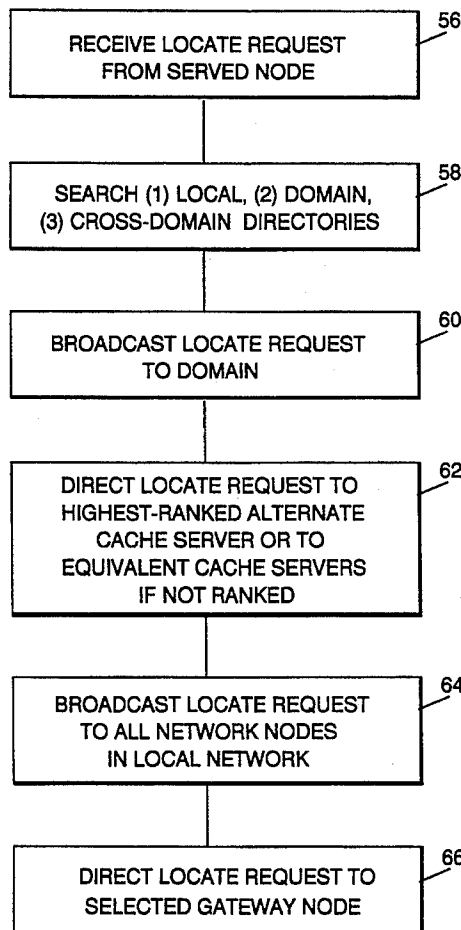 56
RECEIVE LOCATE REQUEST
FROM SERVED NODE
58
SEARCH (1) LOCAL, (2) DOMAIN,
(3) CROSS-DOMAIN DIRECTORIES
60
BROADCAST LOCATE REQUEST
TO DOMAIN
62
DIRECT LOCATE REQUEST TO
HIGHEST-RANKED ALTERNATE
CACHE SERVER OR TO
EQUIVALENT CACHE SERVERS
IF NOT RANKED
64
BROADCAST LOCATE REQUEST
TO ALL NETWORK NODES
IN LOCAL NETWORK
66
DIRECT LOCATE REQUEST TO
SELECTED GATEWAY NODE